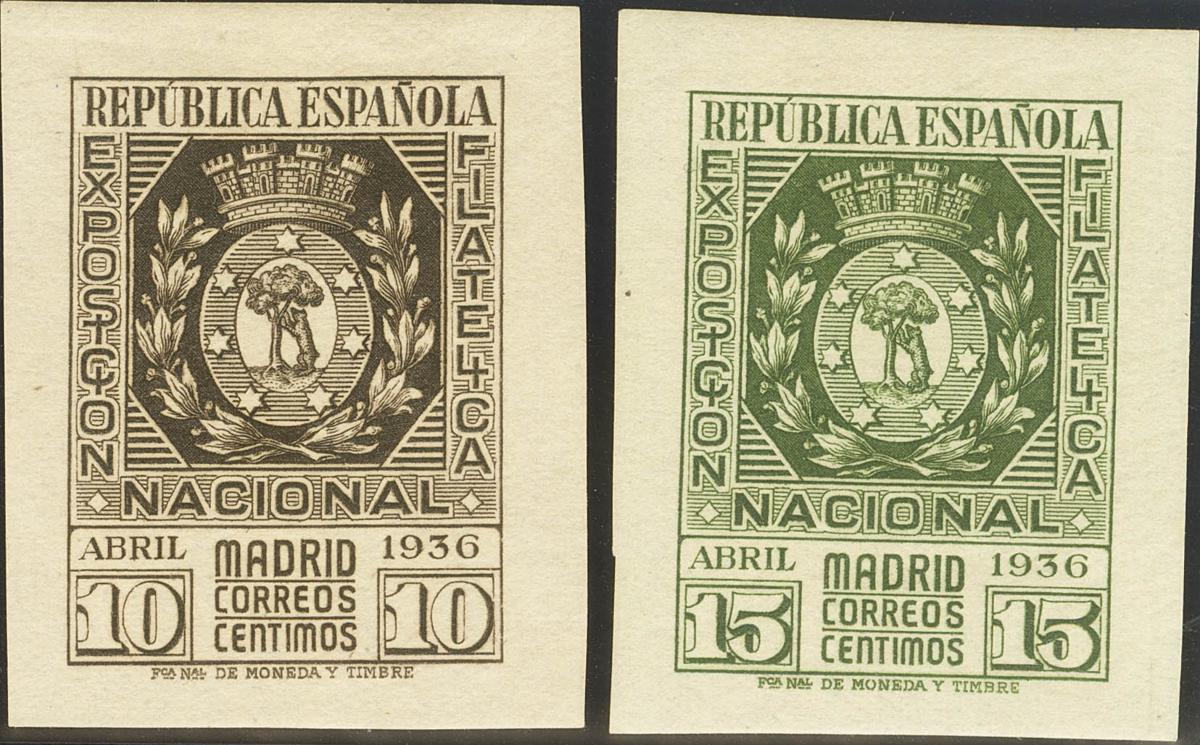 REPÚBLICA ESPAÑOLA
EXPOSICION
FILATELICA
NACIONAL
ABRIL 1936
MADRID
CORREOS
CENTIMOS
10 10
FCA NAL DE MONEDA Y TIMBRE
REPÚBLICA ESPAÑOLA
EXPOSICION
FILATELICA
NACIONAL
ABRIL 1936
MADRID
CORREOS
CENTIMOS
15 15
FCA NAL DE MONEDA Y TIMBRE